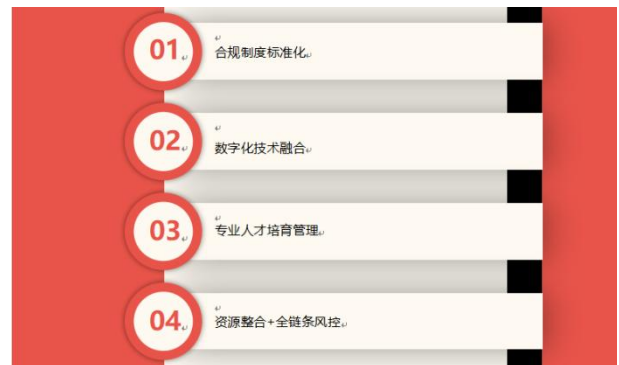 01
合规制度标准化
02
数字化技术融合
03
专业人才培育管理
04
资源整合+全链条风控